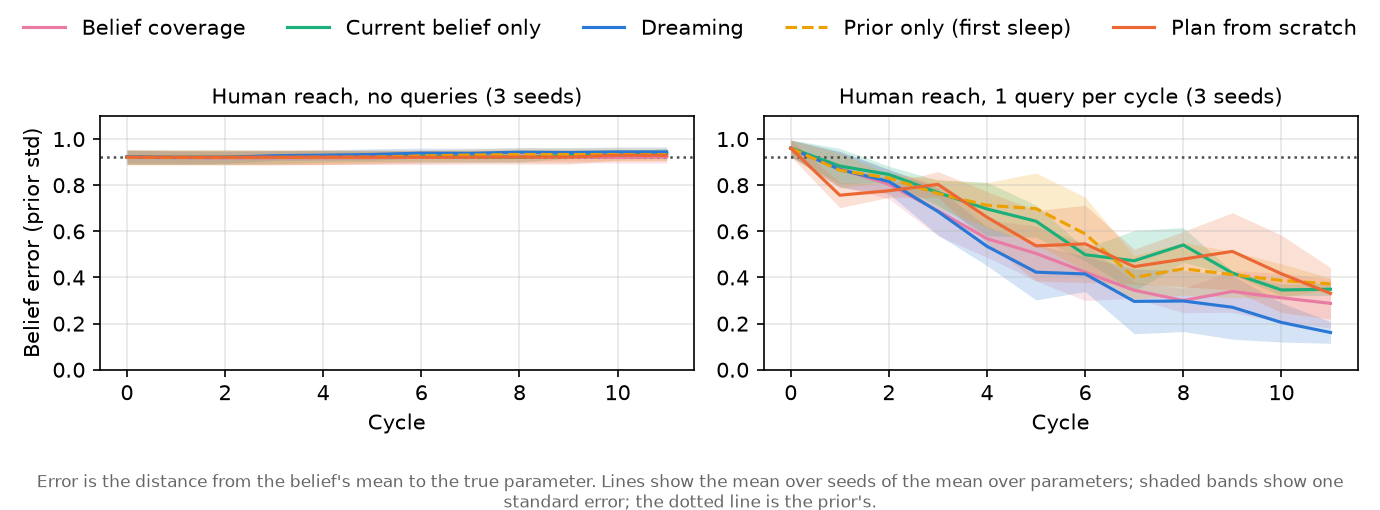 Belief coverage Current belief only Dreaming Prior only (first sleep) Plan from scratch
Human reach, no queries (3 seeds)
Belief error (prior std)
1.0
0.8
0.6
0.4
0.2
0.0
0 2 4 6 8 10
Cycle
Human reach, 1 query per cycle (3 seeds)
1.0
0.8
0.6
0.4
0.2
0.0
0 2 4 6 8 10
Cycle
Error is the distance from the belief's mean to the true parameter. Lines show the mean over seeds of the mean over parameters; shaded bands show one
standard error; the dotted line is the prior's.